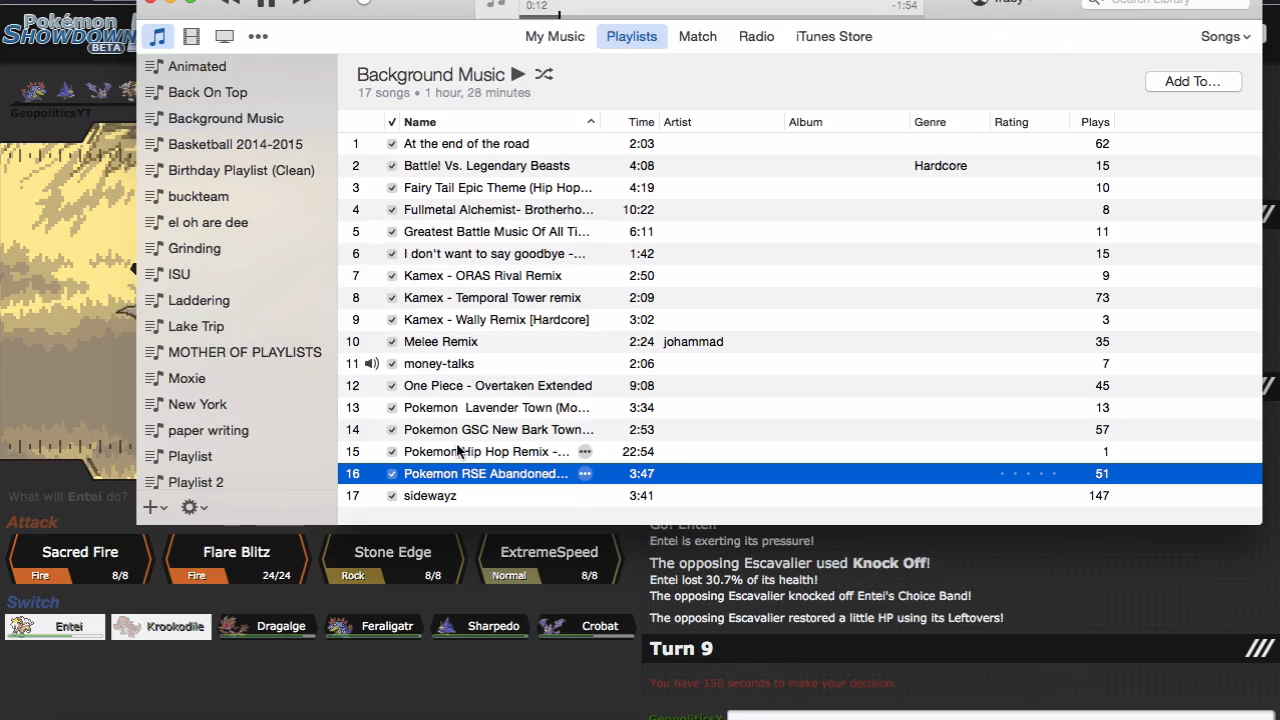 0:12
-1:54
Search Library
Pokémon
SHOWDOWN
BETA
My Music
Playlists
Match
Radio
iTunes Store
Songs
GeopoliticsYT
Animated
Back On Top
Background Music
Basketball 2014-2015
Birthday Playlist (Clean)
buckteam
el oh are dee
Grinding
ISU
Laddering
Lake Trip
MOTHER OF PLAYLISTS
Moxie
New York
paper writing
Playlist
Playlist 2
Background Music
17 songs • 1 hour, 28 minutes
Add To...
✓ Name Time Artist Album Genre Rating Plays
1 At the end of the road 2:03 62
2 Battle! Vs. Legendary Beasts 4:08 Hardcore 15
3 Fairy Tail Epic Theme (Hip Hop... 4:19 10
4 Fullmetal Alchemist- Brotherho... 10:22 8
5 Greatest Battle Music Of All Ti... 6:11 11
6 I don't want to say goodbye -... 1:42 15
7 Kamex - ORAS Rival Remix 2:50 9
8 Kamex - Temporal Tower remix 2:09 73
9 Kamex - Wally Remix [Hardcore] 3:02 3
10 Melee Remix 2:24 johammad 35
11 money-talks 2:06 7
12 One Piece - Overtaken Extended 9:08 45
13 Pokemon Lavender Town (Mo... 3:34 13
14 Pokemon GSC New Bark Town... 2:53 57
15 Pokemon Hip Hop Remix -... 22:54 1
16 Pokemon RSE Abandoned... 3:47 51
17 sidewayz 3:41 147
What will Entei do?
Attack
Sacred Fire
Fire 8/8
Flare Blitz
Fire 24/24
Stone Edge
Rock 8/8
ExtremeSpeed
Normal 8/8
Switch
Entei
Krookodile
Dragalge
Feraligatr
Sharpedo
Crobat
Go! Entei!
Entei is exerting its pressure!
The opposing Escavalier used Knock Off!
Entei lost 30.7% of its health!
The opposing Escavalier knocked off Entei's Choice Band!
The opposing Escavalier restored a little HP using its Leftovers!
Turn 9
You have 150 seconds to make your decision.
GeopoliticsY